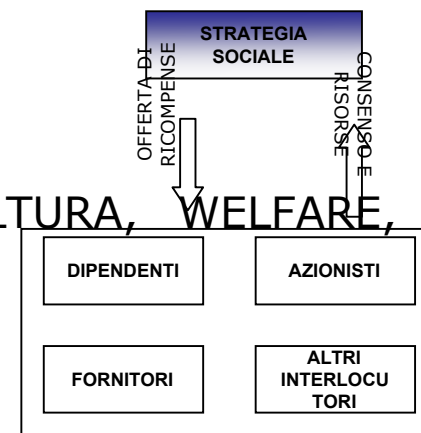 STRATEGIA
SOCIALE
OFFERTA DI
RICOMPENSE
CONSENSO E
RISORSE
LTURA, WELFARE,
DIPENDENTI
AZIONISTI
FORNITORI
ALTRI
INTERLOCU
TORI